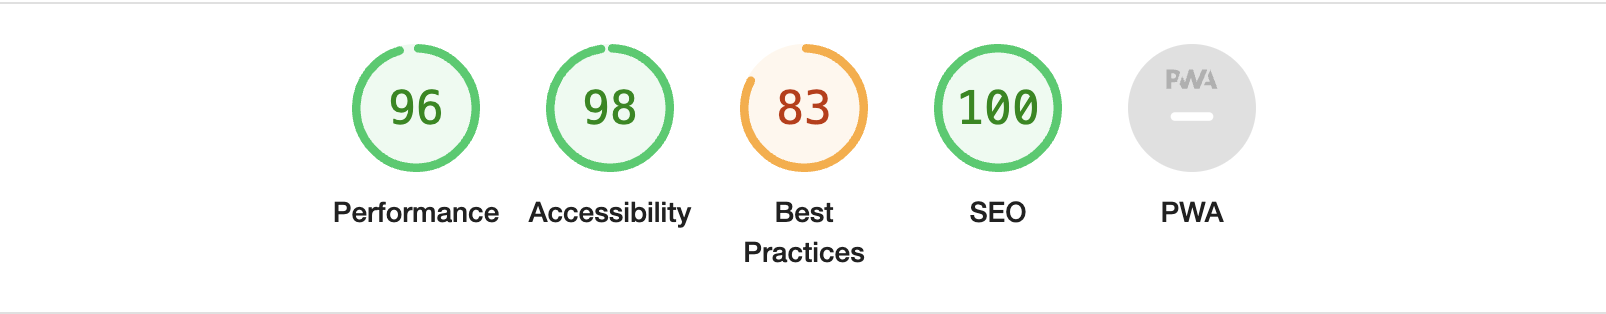 96
98
83
100
PWA
Performance
Accessibility
Best
Practices
SEO
PWA